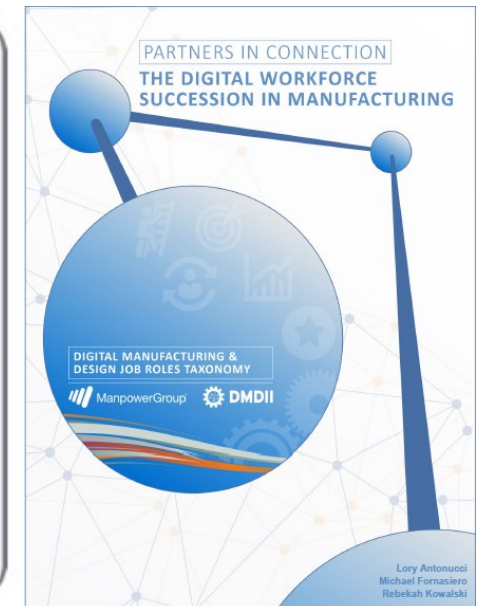 PARTNERS IN CONNECTION
THE DIGITAL WORKFORCE
SUCCESSION IN MANUFACTURING
DIGITAL MANUFACTURING &
DESIGN JOB ROLES TAXONOMY
ManpowerGroup DMDII
Lory Antonucci
Michael Fornasiero
Rebekah Kowalski